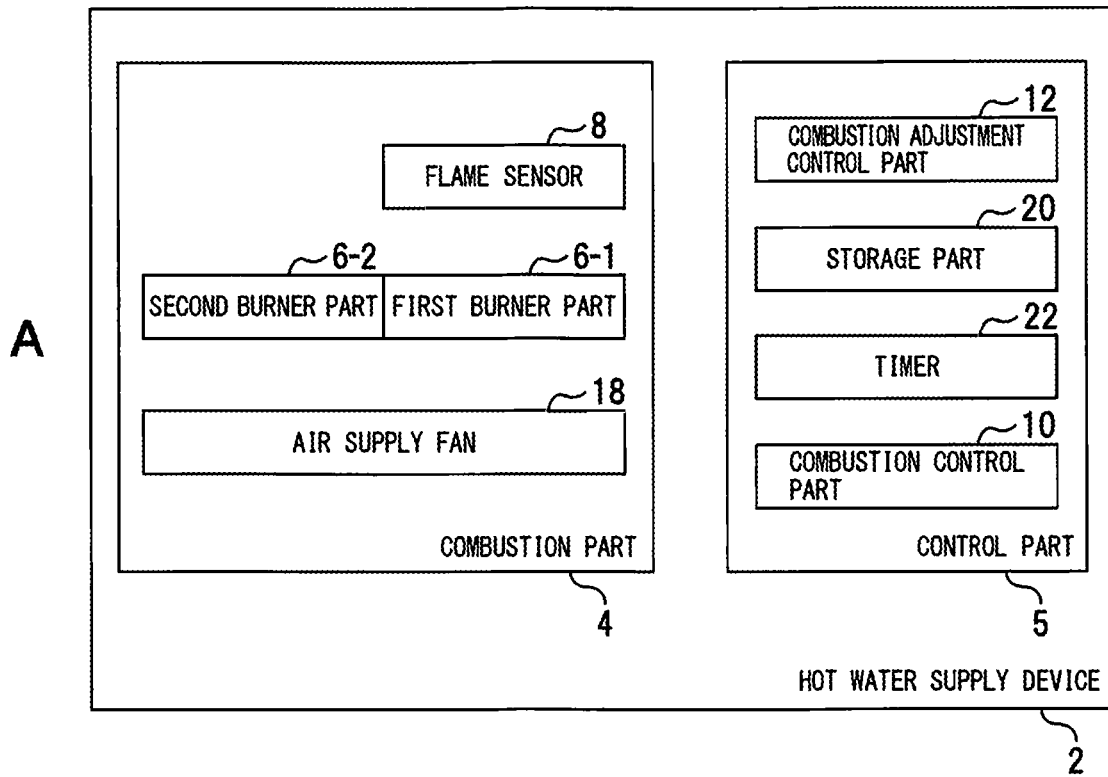 A
8
FLAME SENSOR
6-2
6-1
SECOND BURNER PART
FIRST BURNER PART
18
AIR SUPPLY FAN
COMBUSTION PART
4
12
COMBUSTION ADJUSTMENT
CONTROL PART
20
STORAGE PART
22
TIMER
10
COMBUSTION CONTROL
PART
CONTROL PART
5
HOT WATER SUPPLY DEVICE
2